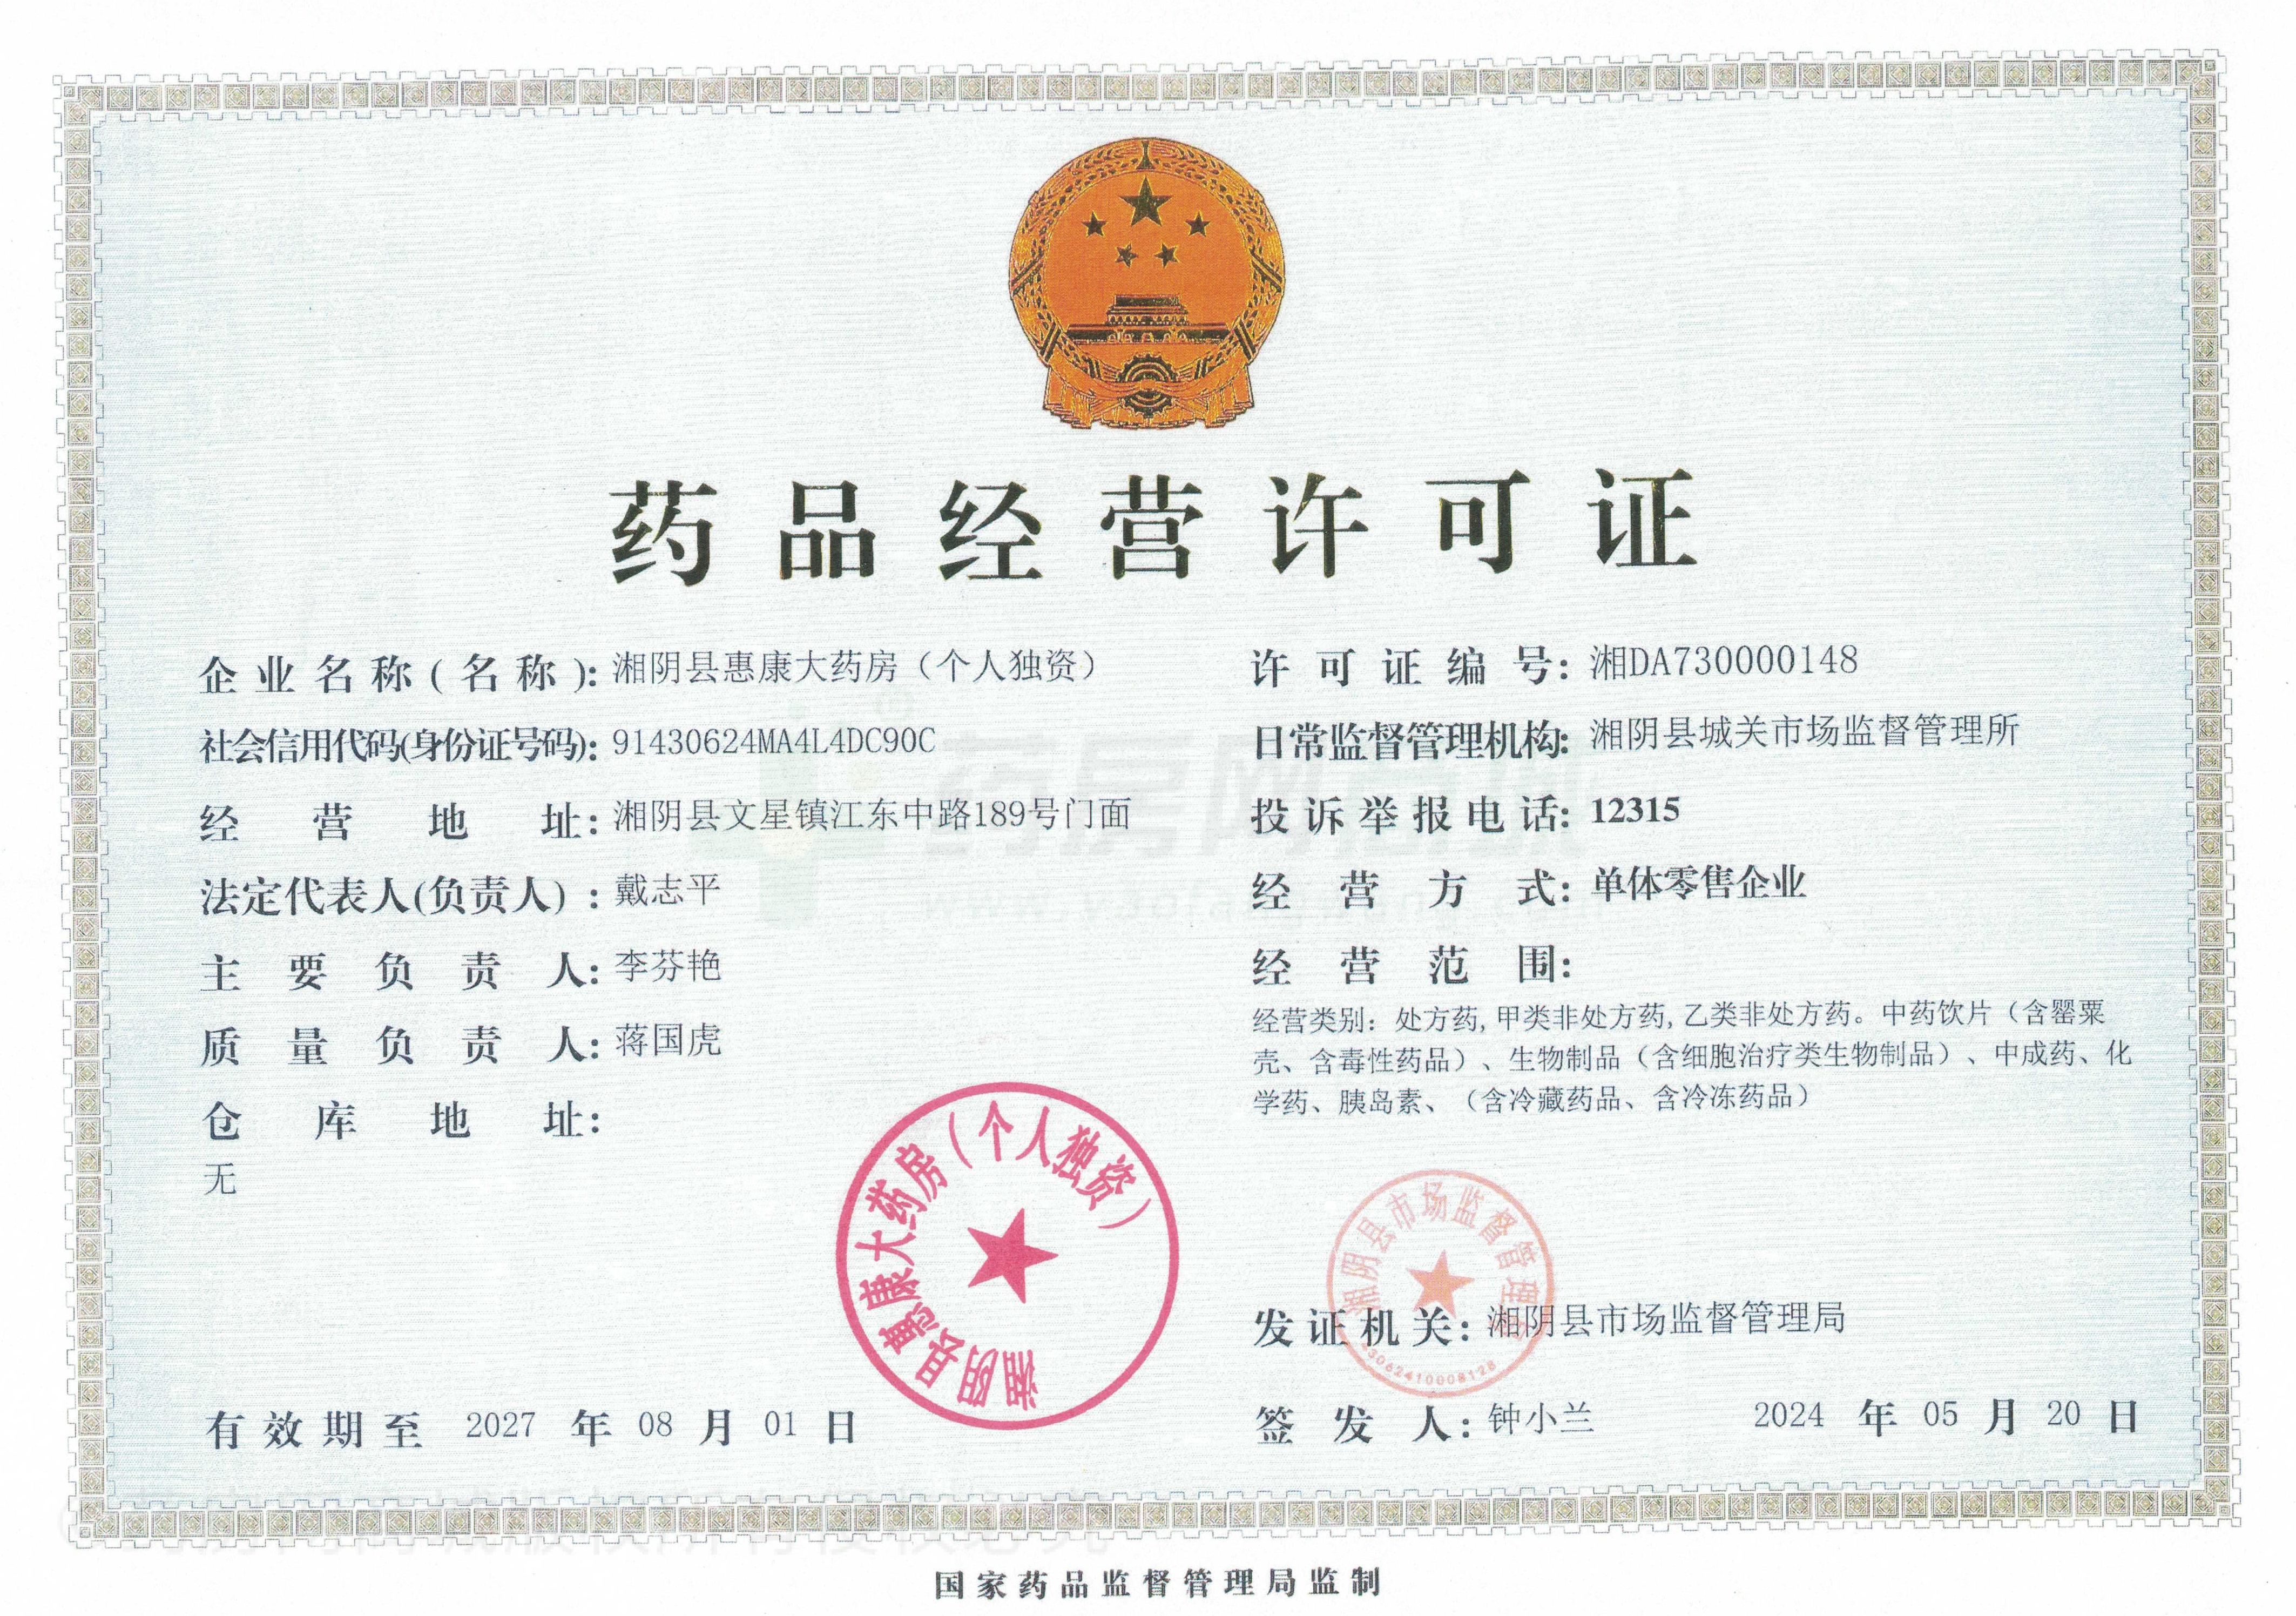 药品经营许可证
企业名称(名称): 湘阴县惠康大药房（个人独资）
社会信用代码(身份证号码): 91430624MA4L4DC90C
经营地址: 湘阴县文星镇江东中路189号门面
法定代表人(负责人): 戴志平
主要负责人: 李芬艳
质量负责人: 蒋国虎
仓库地址:
无
有效期至 2027 年 08 月 01 日
许可证编号: 湘DA730000148
日常监督管理机构: 湘阴县城关市场监督管理所
投诉举报电话: 12315
经营方式: 单体零售企业
经营范围:
经营类别：处方药,甲类非处方药,乙类非处方药。中药饮片（含罂粟
壳、含毒性药品）、生物制品（含细胞治疗类生物制品）、中成药、化
学药、胰岛素、（含冷藏药品、含冷冻药品）
发证机关: 湘阴县市场监督管理局
签发人: 钟小兰 2024 年 05 月 20 日
湘阴县惠康大药房（个人独资）
湘阴县市场监督管理局
国家药品监督管理局监制